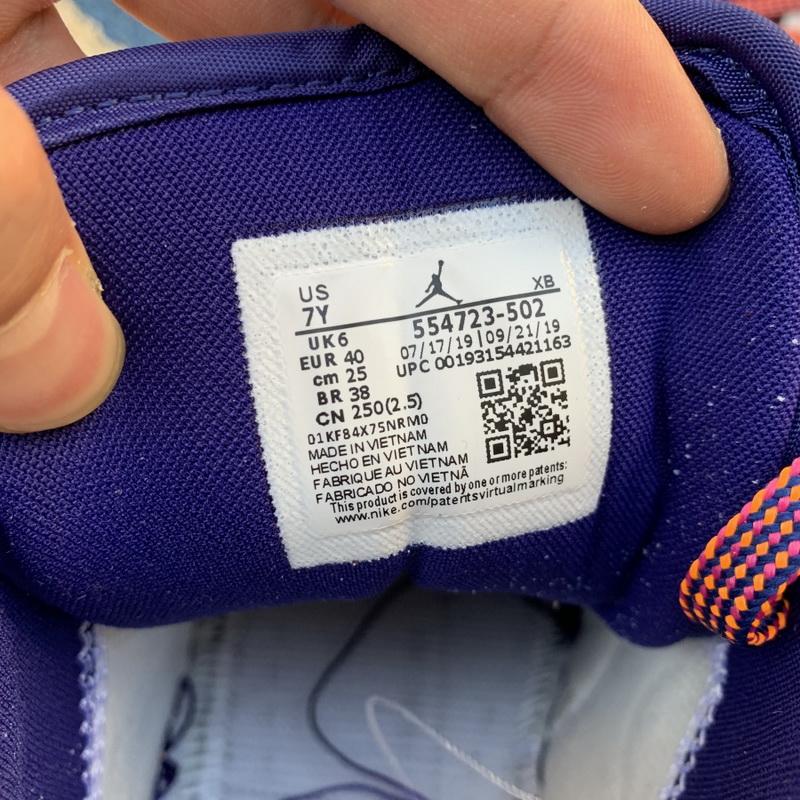 US XB
7Y
UK 6 554723-502
EUR 40 07/17/19 | 09/21/19
cm 25 UPC 00193154421163
BR 38
CN 250(2.5)
01KF84X75NRM0
MADE IN VIETNAM
HECHO EN VIETNAM
FABRIQUE AU VIETNAM
FABRICADO NO VIETNÃ
This product is covered by one or more patents:
www.nike.com/patentsvirtualmarking